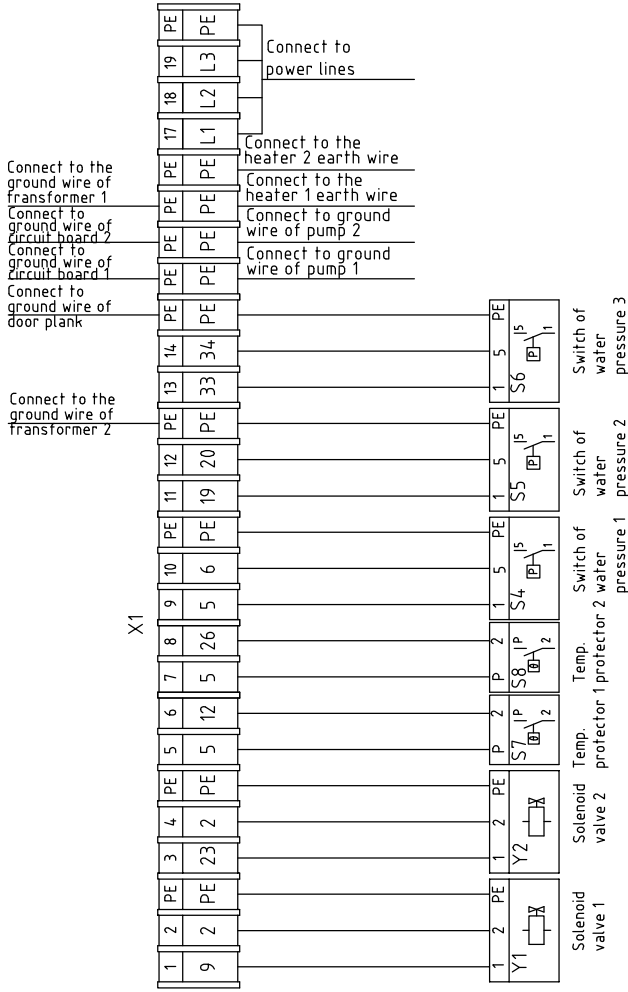 PE PE
19 L3
18 L2
17 L1
Connect to
power lines
PE PE
Connect to the
heater 2 earth wire
Connect to the
ground wire of
transformer 1
PE PE
Connect to the
heater 1 earth wire
Connect to
ground wire of
circuit board 2
PE PE
Connect to ground
wire of pump 2
Connect to
ground wire of
circuit board 1
PE PE
Connect to ground
wire of pump 1
Connect to
ground wire of
door plank
PE PE
14 34
13 33
PE
5
1
S6
P
5
1
Switch of
water
pressure 3
Connect to the
ground wire of
transformer 2
PE PE
12 20
11 19
PE
5
1
S5
P
5
1
Switch of
water
pressure 2
PE PE
10 6
9 5
PE
5
1
S4
P
5
1
Switch of
water
pressure 1
X1
8 26
7 5
2
P
S8
P
θ
2
Temp.
protector 2
6 12
5 5
2
P
S7
P
θ
2
Temp.
protector 1
PE PE
4 2
3 23
PE
2
1
Y2
Solenoid
valve 2
PE PE
2 2
1 9
PE
2
1
Y1
Solenoid
valve 1